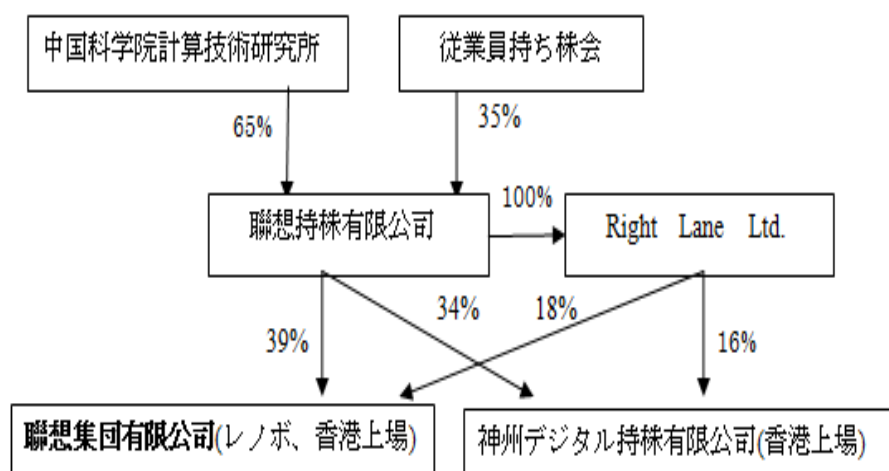 中国科学院計算技術研究所
従業員持ち株会
65%
35%
聯想持株有限公司
100%
Right Lane Ltd.
39%
34%
18%
16%
聯想集団有限公司(レノボ、香港上場)
神州デジタル持株有限公司(香港上場)